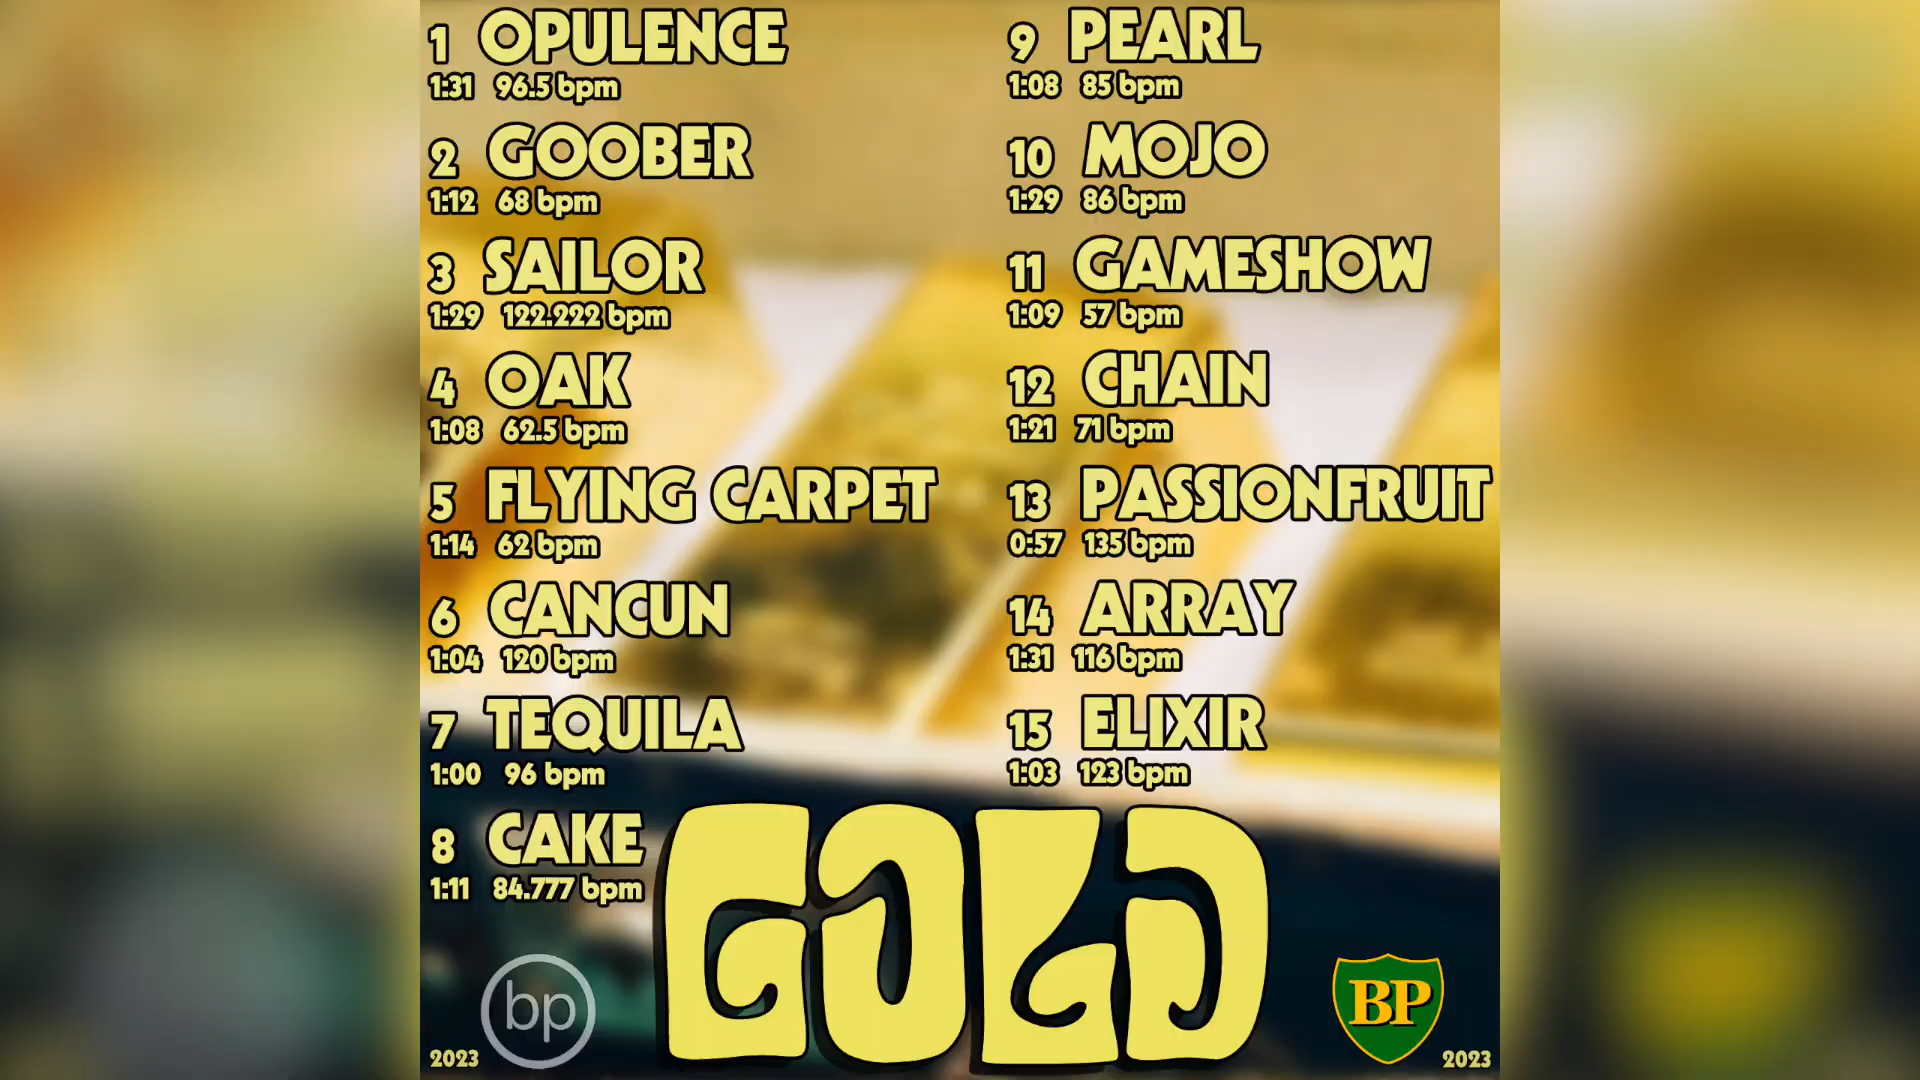 1 OPULENCE
1:31 96.5 bpm
2 GOOBER
1:12 68 bpm
3 SAILOR
1:29 122.222 bpm
4 OAK
1:08 62.5 bpm
5 FLYING CARPET
1:14 62 bpm
6 CANCUN
1:04 120 bpm
7 TEQUILA
1:00 96 bpm
8 CAKE
1:11 84.777 bpm
9 PEARL
1:08 85 bpm
10 MOJO
1:29 86 bpm
11 GAMESHOW
1:09 57 bpm
12 CHAIN
1:21 71 bpm
13 PASSIONFRUIT
0:57 135 bpm
14 ARRAY
1:31 116 bpm
15 ELIXIR
1:03 123 bpm
GOLD
bp
BP
2023
2023